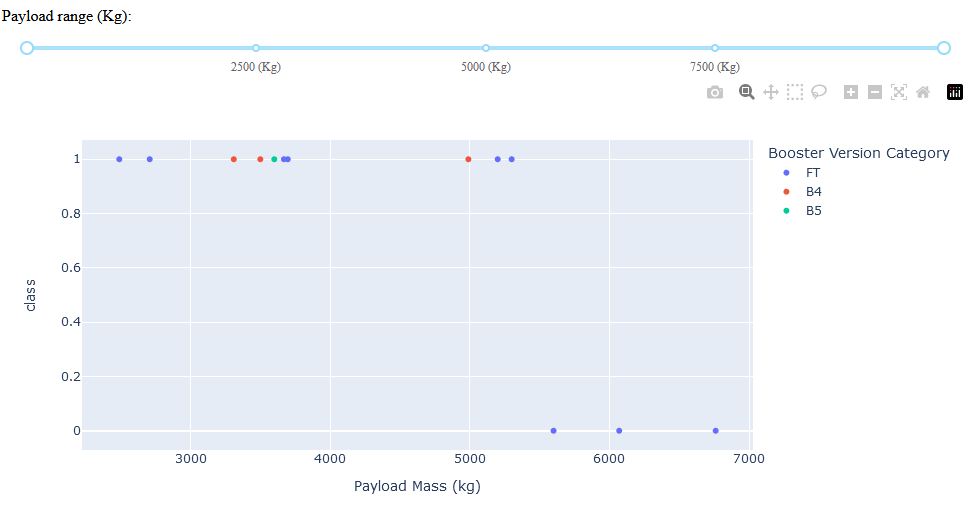 Payload range (Kg):
2500 (Kg) 5000 (Kg) 7500 (Kg)
Booster Version Category
FT
B4
B5
1
0.8
0.6
0.4
0.2
0
class
3000 4000 5000 6000 7000
Payload Mass (kg)